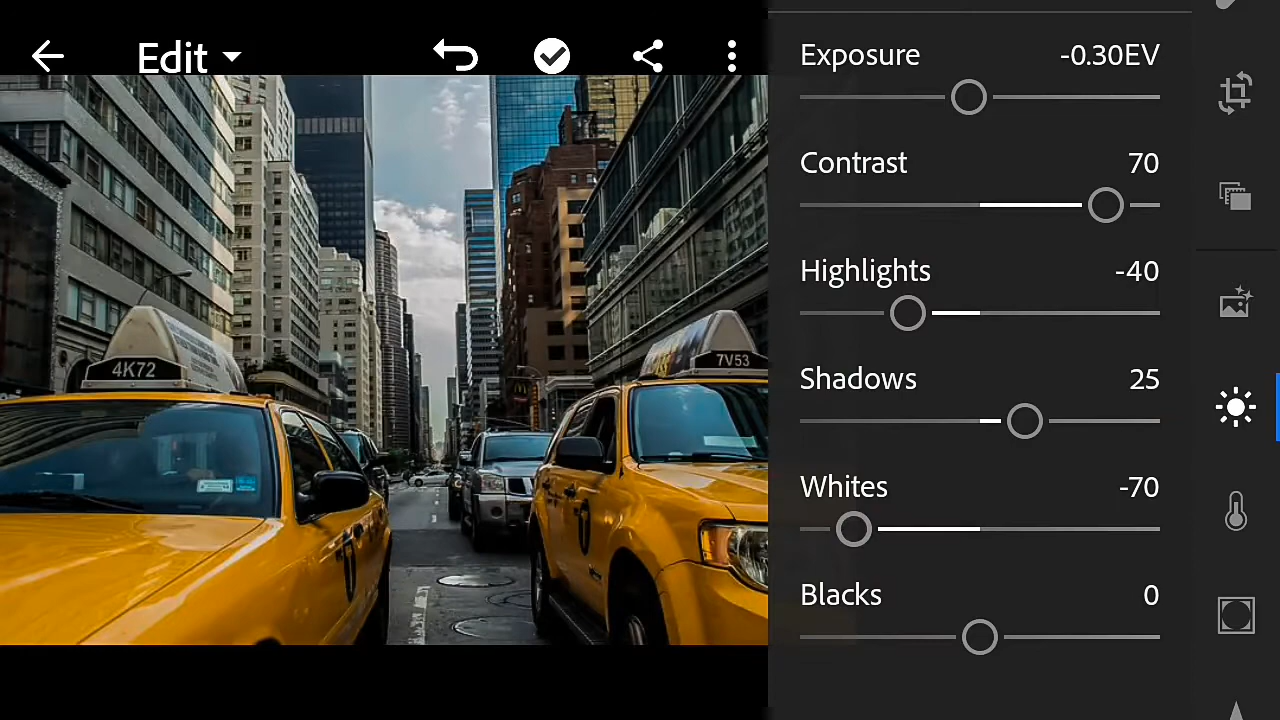 Edit
Exposure -0.30EV
Contrast 70
Highlights -40
Shadows 25
Whites -70
Blacks 0
4K72
7V53